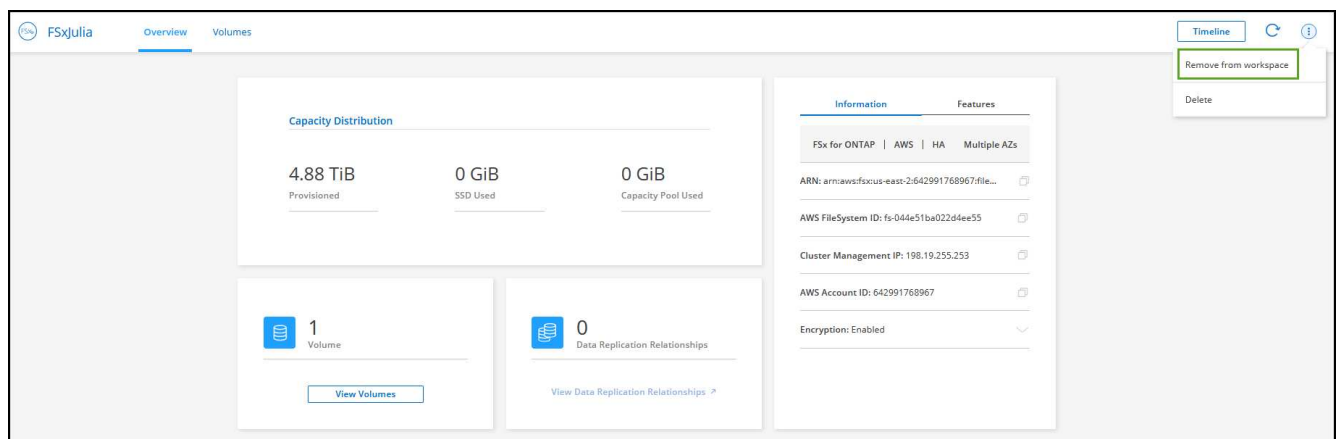 FSxJulia
Overview
Volumes
Timeline
Remove from workspace
Delete
Capacity Distribution
4.88 TiB
Provisioned
0 GiB
SSD Used
0 GiB
Capacity Pool Used
1
Volume
View Volumes
0
Data Replication Relationships
View Data Replication Relationships
Information
Features
FSx for ONTAP | AWS | HA Multiple AZs
ARN: arn:aws:fsx:us-east-2:642991768967:file...
AWS FileSystem ID: fs-044e51ba022d4ee55
Cluster Management IP: 198.19.255.253
AWS Account ID: 642991768967
Encryption: Enabled